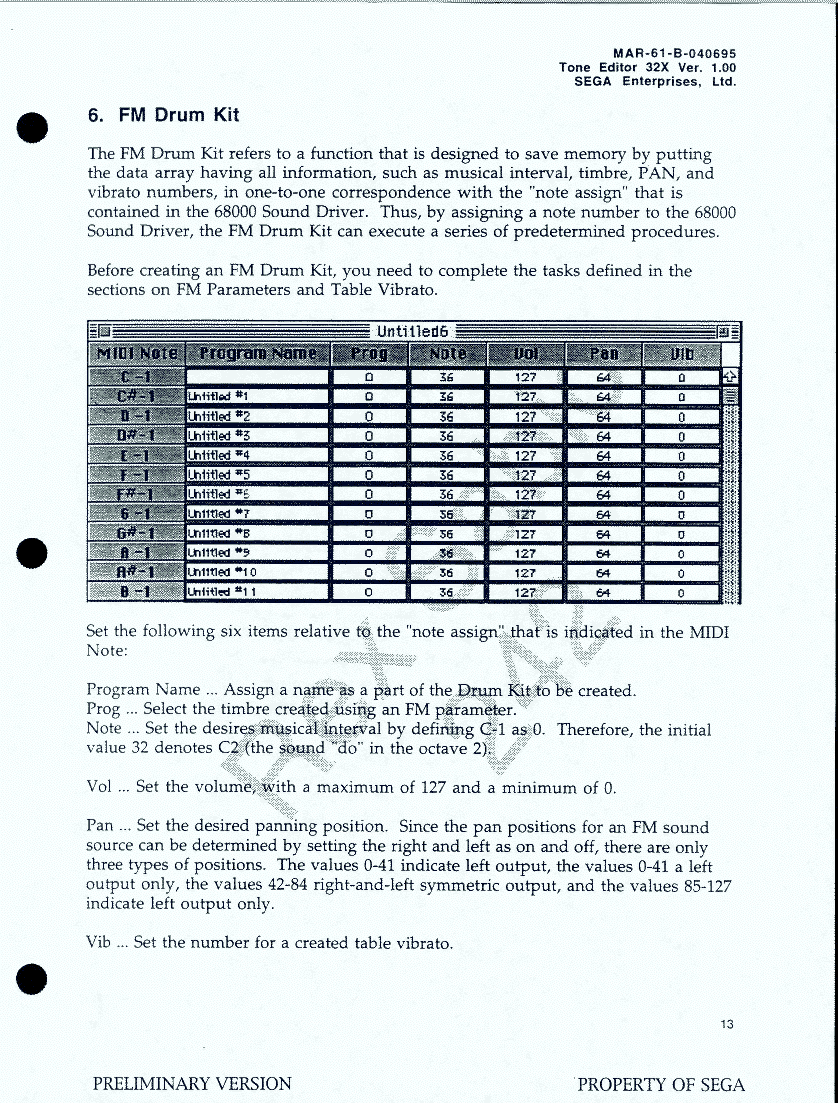 MAR-61-B-040695
Tone Editor 32X Ver. 1.00
SEGA Enterprises, Ltd.
6. FM Drum Kit
The FM Drum Kit refers to a function that is designed to save memory by putting
the data array having all information, such as musical interval, timbre, PAN, and
vibrato numbers, in one-to-one correspondence with the "note assign" that is
contained in the 68000 Sound Driver. Thus, by assigning a note number to the 68000
Sound Driver, the FM Drum Kit can execute a series of predetermined procedures.
Before creating an FM Drum Kit, you need to complete the tasks defined in the
sections on FM Parameters and Table Vibrato.
Untitled6
MIDI Note Program Name Prog Note Vol Pan Vib
C -1 0 36 127 64 0
C#-1 Untitled #1 0 36 127 64 0
D -1 Untitled #2 0 36 127 64 0
D#-1 Untitled #3 0 36 127 64 0
E -1 Untitled #4 0 36 127 64 0
F -1 Untitled #5 0 36 127 64 0
F#-1 Untitled #6 0 36 127 64 0
G -1 Untitled #7 0 36 127 64 0
G#-1 Untitled #8 0 36 127 64 0
A -1 Untitled #9 0 36 127 64 0
A#-1 Untitled #10 0 36 127 64 0
B -1 Untitled #11 0 36 127 64 0
Set the following six items relative to the "note assign" that is indicated in the MIDI
Note:
Program Name ... Assign a name as a part of the Drum Kit to be created.
Prog ... Select the timbre created using an FM parameter.
Note ... Set the desires musical interval by defining C-1 as 0. Therefore, the initial
value 32 denotes C2 (the sound "do" in the octave 2).
Vol ... Set the volume, with a maximum of 127 and a minimum of 0.
Pan ... Set the desired panning position. Since the pan positions for an FM sound
source can be determined by setting the right and left as on and off, there are only
three types of positions. The values 0-41 indicate left output, the values 0-41 a left
output only, the values 42-84 right-and-left symmetric output, and the values 85-127
indicate left output only.
Vib ... Set the number for a created table vibrato.
13
PRELIMINARY VERSION
PROPERTY OF SEGA